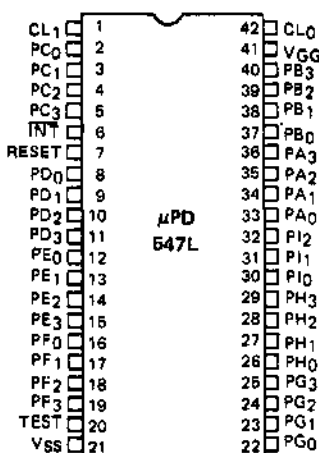 CL1 1 42 CL0
PC0 2 41 VGG
PC1 3 40 PB3
PC2 4 39 PB2
PC3 5 38 PB1
INT 6 37 PB0
RESET 7 36 PA3
PD0 8 35 PA2
PD1 9 34 PA1
PD2 10 μPD 33 PA0
PD3 11 547L 32 PI2
PE0 12 31 PI1
PE1 13 30 PI0
PE2 14 29 PH3
PE3 15 28 PH2
PF0 16 27 PH1
PF1 17 26 PH0
PF2 18 25 PG3
PF3 19 24 PG2
TEST 20 23 PG1
VSS 21 22 PG0